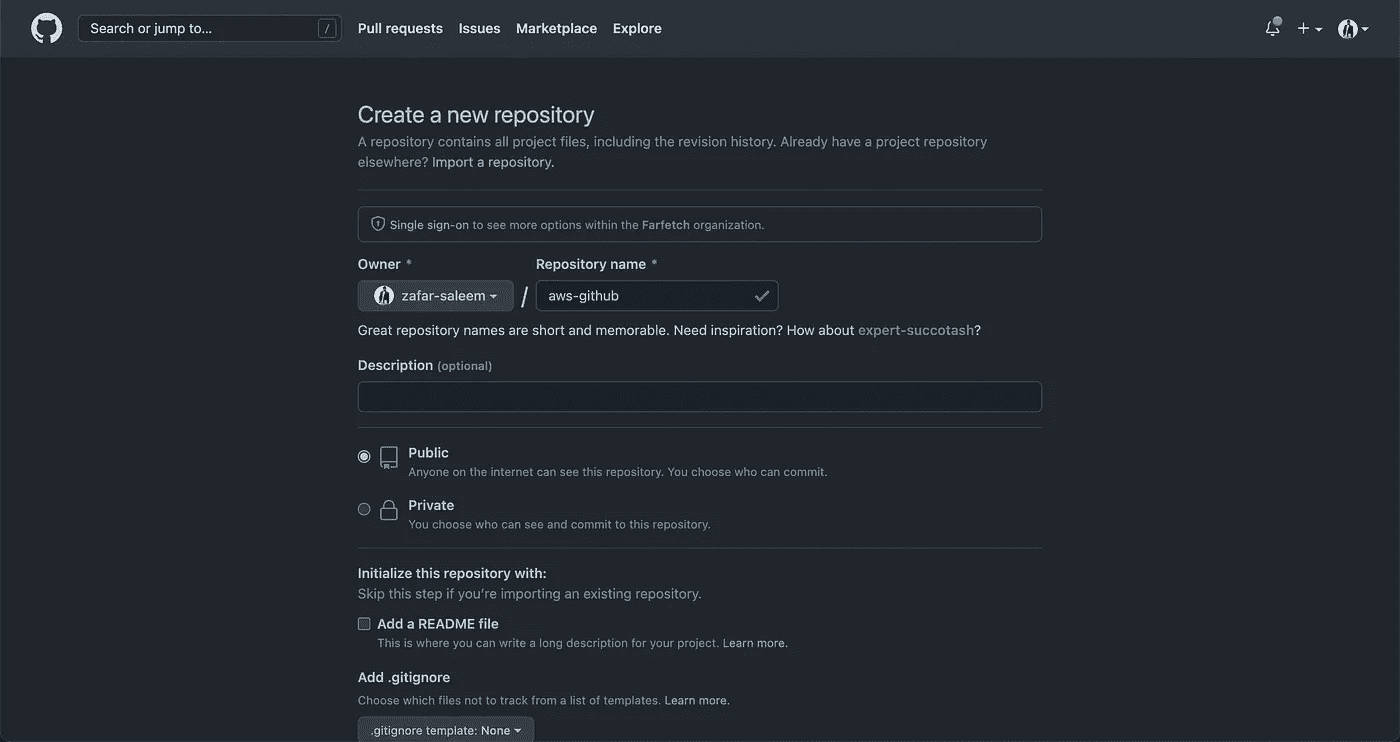 Search or jump to... /
Pull requests Issues Marketplace Explore
Create a new repository
A repository contains all project files, including the revision history. Already have a project repository
elsewhere? Import a repository.
Single sign-on to see more options within the Farfetch organization.
Owner * Repository name *
zafar-saleem / aws-github
Great repository names are short and memorable. Need inspiration? How about expert-succotash?
Description (optional)
Public
Anyone on the internet can see this repository. You choose who can commit.
Private
You choose who can see and commit to this repository.
Initialize this repository with:
Skip this step if you’re importing an existing repository.
Add a README file
This is where you can write a long description for your project. Learn more.
Add .gitignore
Choose which files not to track from a list of templates. Learn more.
.gitignore template: None